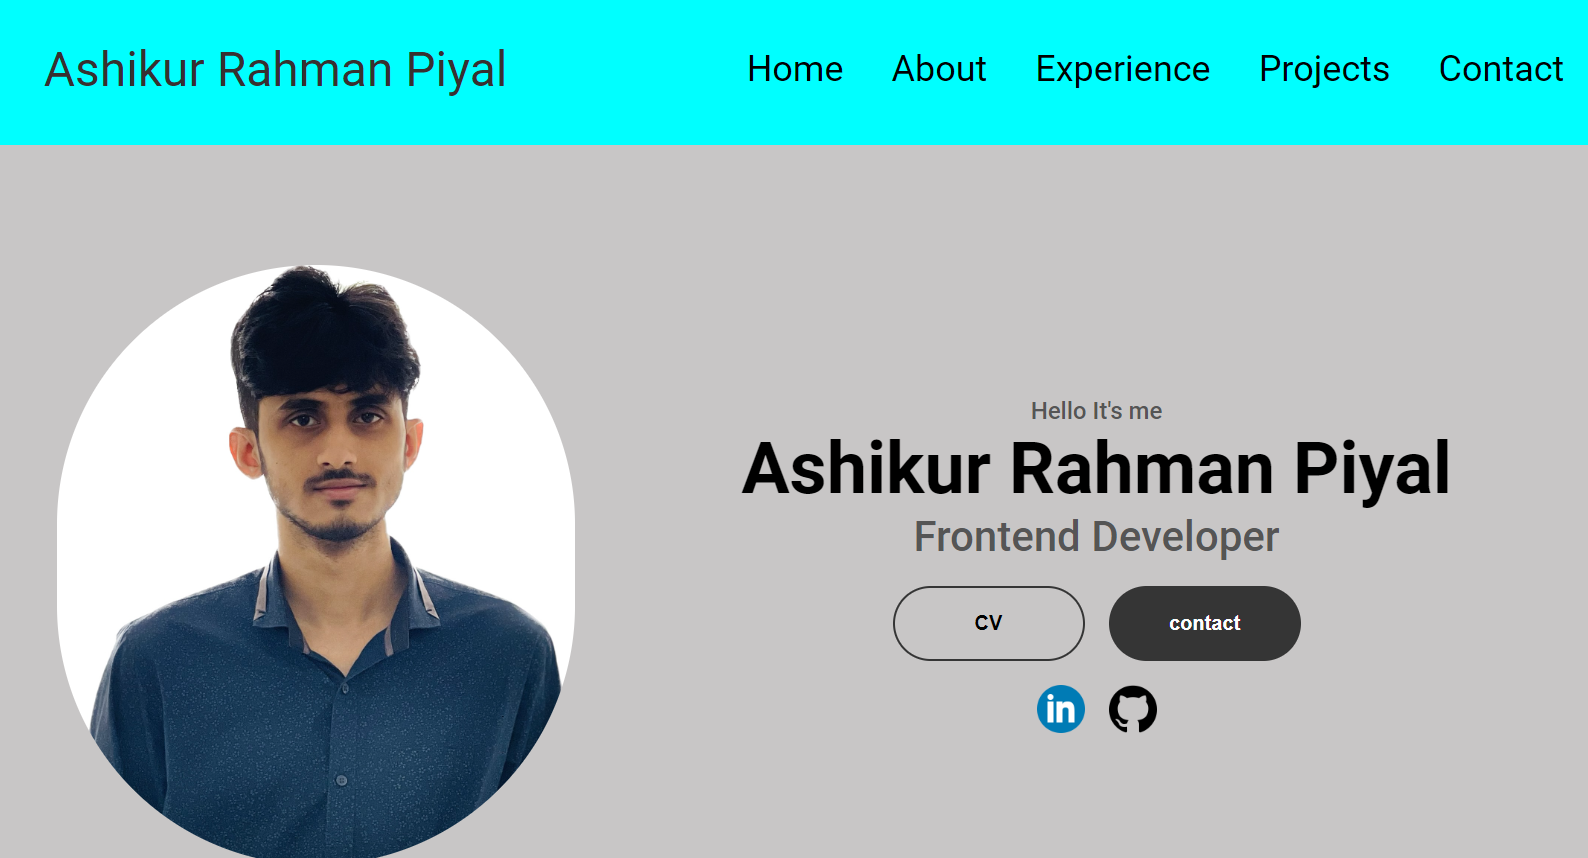 Ashikur Rahman Piyal
Home About Experience Projects Contact
Hello It's me
Ashikur Rahman Piyal
Frontend Developer
CV contact
in